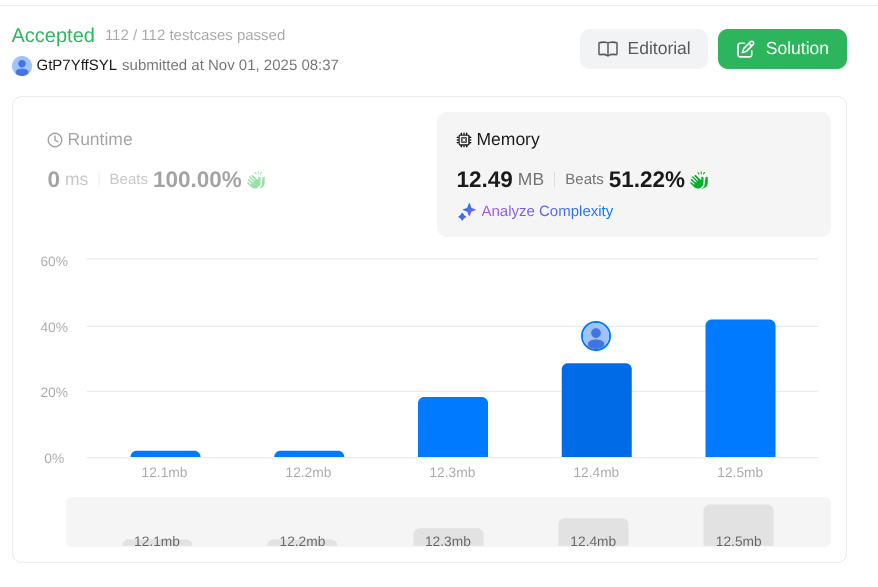 Accepted 112 / 112 testcases passed
Editorial
Solution
GtP7YffSYL submitted at Nov 01, 2025 08:37
Runtime
0 ms Beats 100.00%
Memory
12.49 MB Beats 51.22%
Analyze Complexity
60%
40%
20%
0%
12.1mb 12.2mb 12.3mb 12.4mb 12.5mb
12.1mb 12.2mb 12.3mb 12.4mb 12.5mb